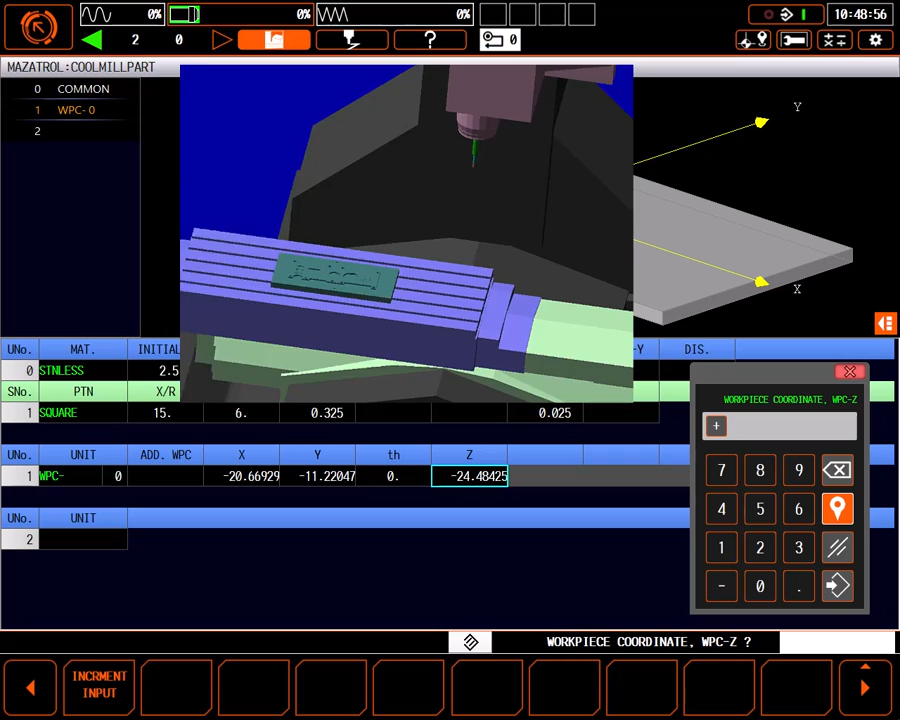 0% 0% 0%
10:48:56
2 0 ? 0
MAZATROL:COOLMILLPART
0 COMMON
1 WPC- 0
2
Y
X
UNo. MAT. INITIAL -Y DIS.
0 STNLESS 2.5
SNo. PTN X/R
1 SQUARE 15. 6. 0.325 0.025
WORKPIECE COORDINATE, WPC-Z
+
7 8 9
4 5 6
1 2 3
- 0 .
UNo. UNIT ADD. WPC X Y th Z
1 WPC- 0 -20.66929 -11.22047 0. -24.48425
UNo. UNIT
2
WORKPIECE COORDINATE, WPC-Z ?
INCRMENT
INPUT